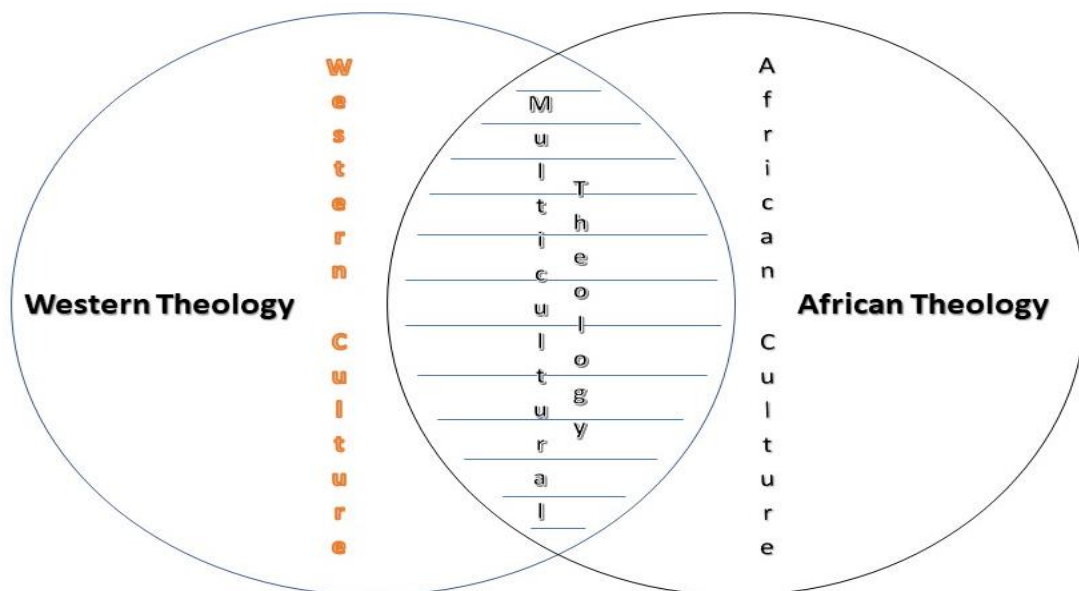 Western Theology
Western Culture
Multicultural
Theology
African Culture
African Theology